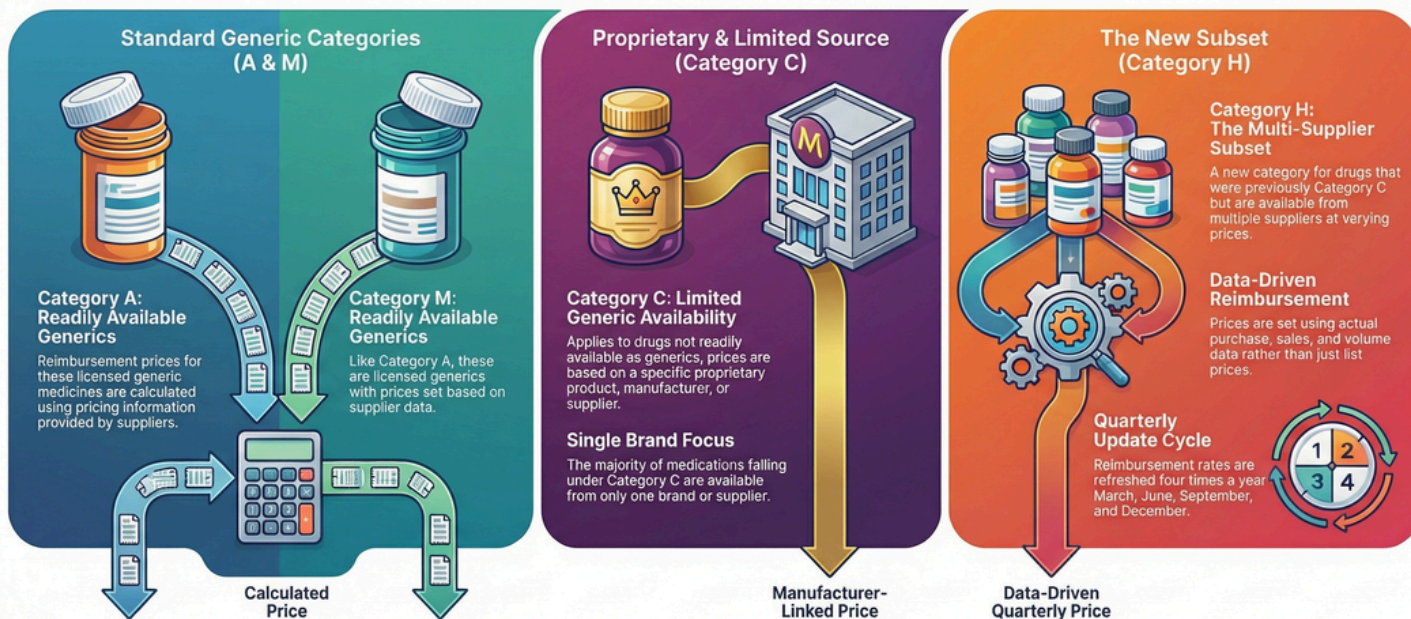 Standard Generic Categories
(A & M)
Category A:
Readily Available
Generics
Reimbursement prices for
these licensed generic
medicines are calculated
using pricing information
provided by suppliers.
Category M:
Readily Available
Generics
Like Category A, these
are licensed generics
with prices set based on
supplier data.
Calculated
Price
Proprietary & Limited Source
(Category C)
M
Category C: Limited
Generic Availability
Applies to drugs not readily
available as generics, prices are
based on a specific proprietary
product, manufacturer, or
supplier.
Single Brand Focus
The majority of medications falling
under Category C are available
from only one brand or supplier.
Manufacturer-
Linked Price
The New Subset
(Category H)
Category H:
The Multi-Supplier
Subset
A new category for drugs that
were previously Category C
but are available from
multiple suppliers at verying
prices.
Data-Driven
Reimbursement
Prices are set using actual
purchase, sales, and volume
data rather than just list
prices.
Quarterly
Update Cycle
Reimbursement rates are
refreshed four times a year
March, June, September,
and December.
1 2
3 4
Data-Driven
Quarterly Price